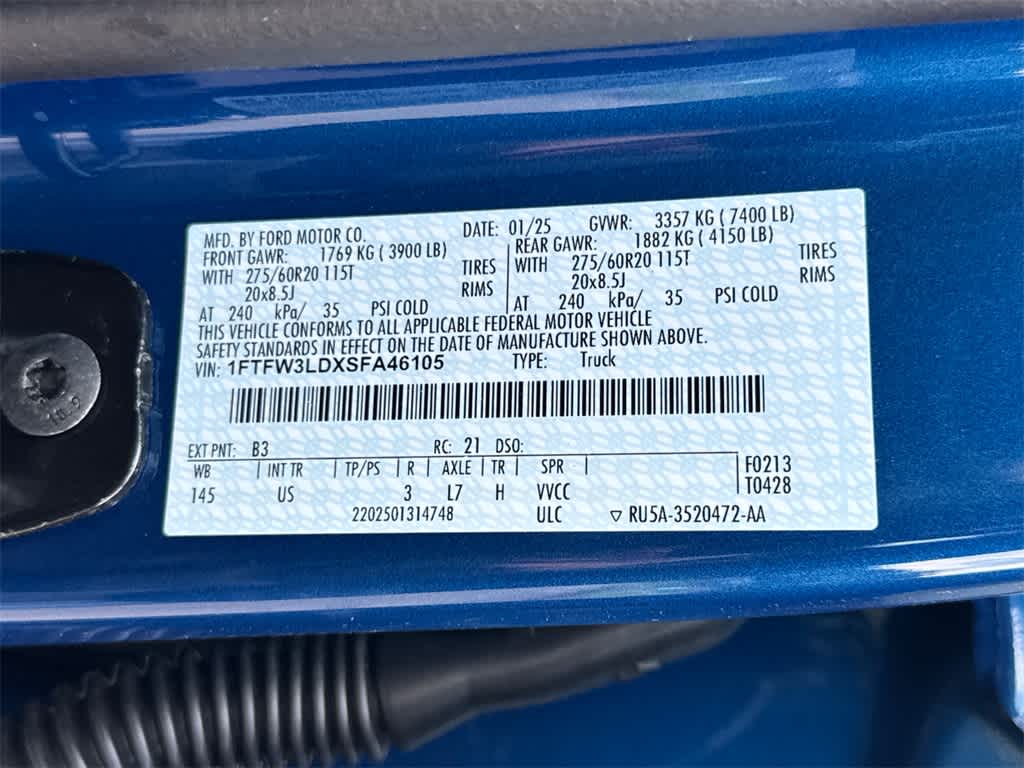 MFD. BY FORD MOTOR CO. DATE: 01/25 GVWR: 3357 KG ( 7400 LB)
FRONT GAWR: 1769 KG ( 3900 LB) REAR GAWR: 1882 KG ( 4150 LB)
WITH 275/60R20 115T TIRES WITH 275/60R20 115T TIRES
20x8.5J RIMS 20x8.5J RIMS
AT 240 kPa/ 35 PSI COLD AT 240 kPa/ 35 PSI COLD
THIS VEHICLE CONFORMS TO ALL APPLICABLE FEDERAL MOTOR VEHICLE
SAFETY STANDARDS IN EFFECT ON THE DATE OF MANUFACTURE SHOWN ABOVE.
VIN: 1FTFW3LDXSFA46105 TYPE: Truck
EXT PNT: B3 RC: 21 DSO:
WB INT TR TP/PS R AXLE TR SPR F0213
145 US 3 L7 H VVCC T0428
2202501314748 ULC ▽ RU5A-3520472-AA
10.9